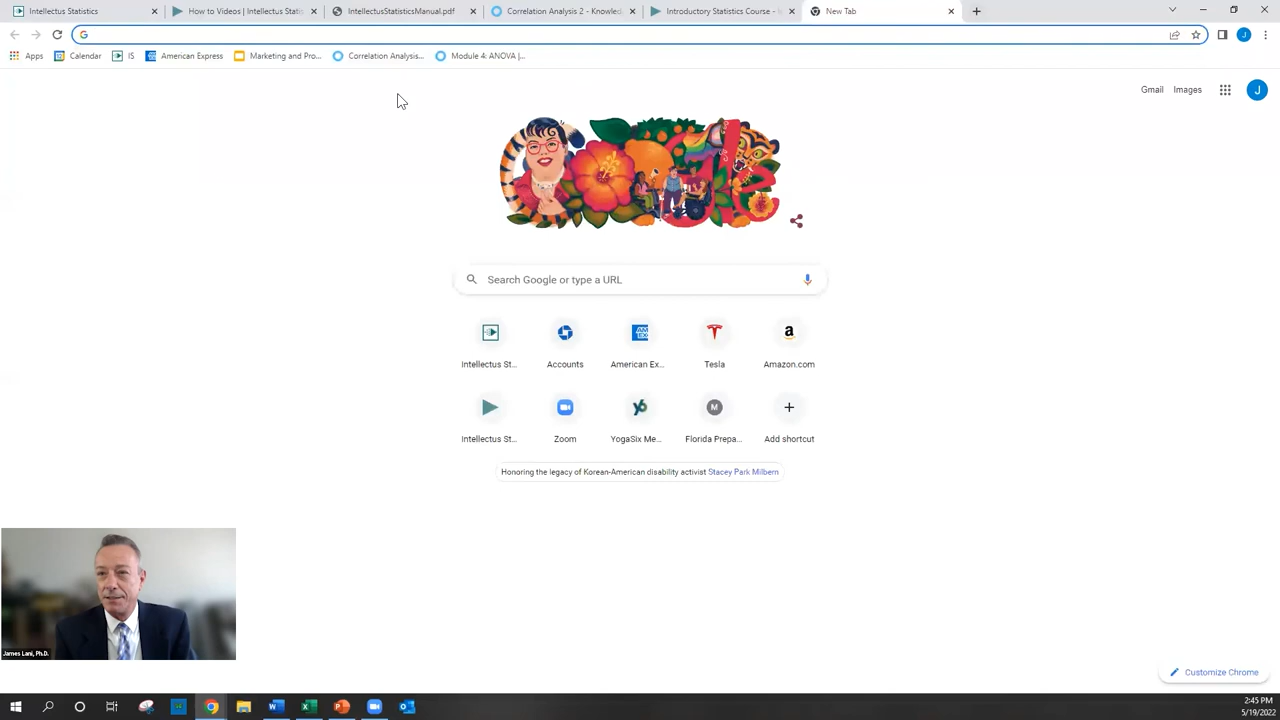 Intellectus Statistics
How to Videos | Intellectus Statis
IntellectusStatisticsManual.pdf
Correlation Analysis 2 - Knowled
Introductory Statistics Course - I
New Tab
Apps
Calendar
IS
American Express
Marketing and Pro...
Correlation Analysis...
Module 4: ANOVA |...
Gmail
Images
J
Search Google or type a URL
Intellectus St...
Accounts
American Ex...
Tesla
Amazon.com
Intellectus St...
Zoom
YogaSix Me...
Florida Prepa...
Add shortcut
Honoring the legacy of Korean-American disability activist Stacey Park Milbern
James Lani, Ph.D.
Customize Chrome
2:45 PM
5/19/2022